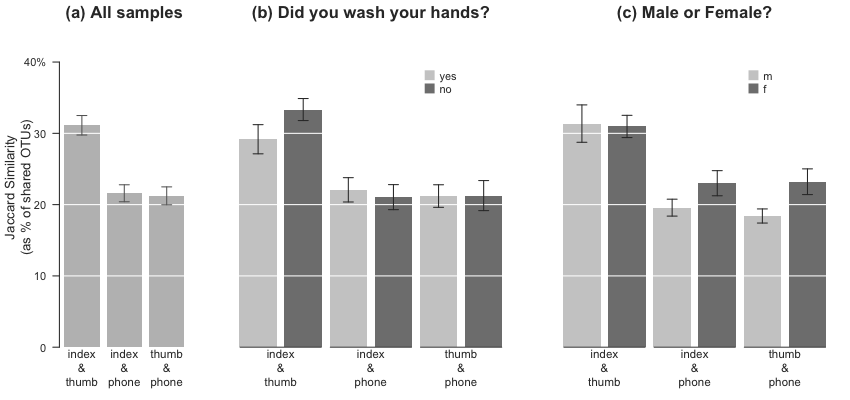 (a) All samples
(b) Did you wash your hands?
(c) Male or Female?
Jaccard Similarity
(as % of shared OTUs)
40%
30
20
10
0
index
&
thumb
index
&
phone
thumb
&
phone
yes
no
index
&
thumb
index
&
phone
thumb
&
phone
m
f
index
&
thumb
index
&
phone
thumb
&
phone